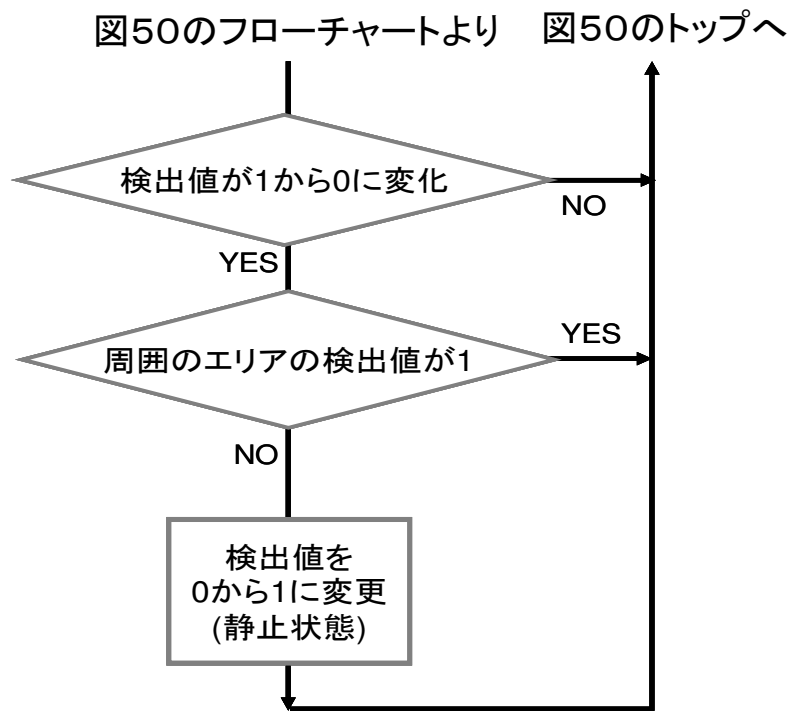 図50のフローチャートより
図50のトップへ
検出値が1から0に変化
NO
YES
周囲のエリアの検出値が1
YES
NO
検出値を
0から1に変更
(静止状態)